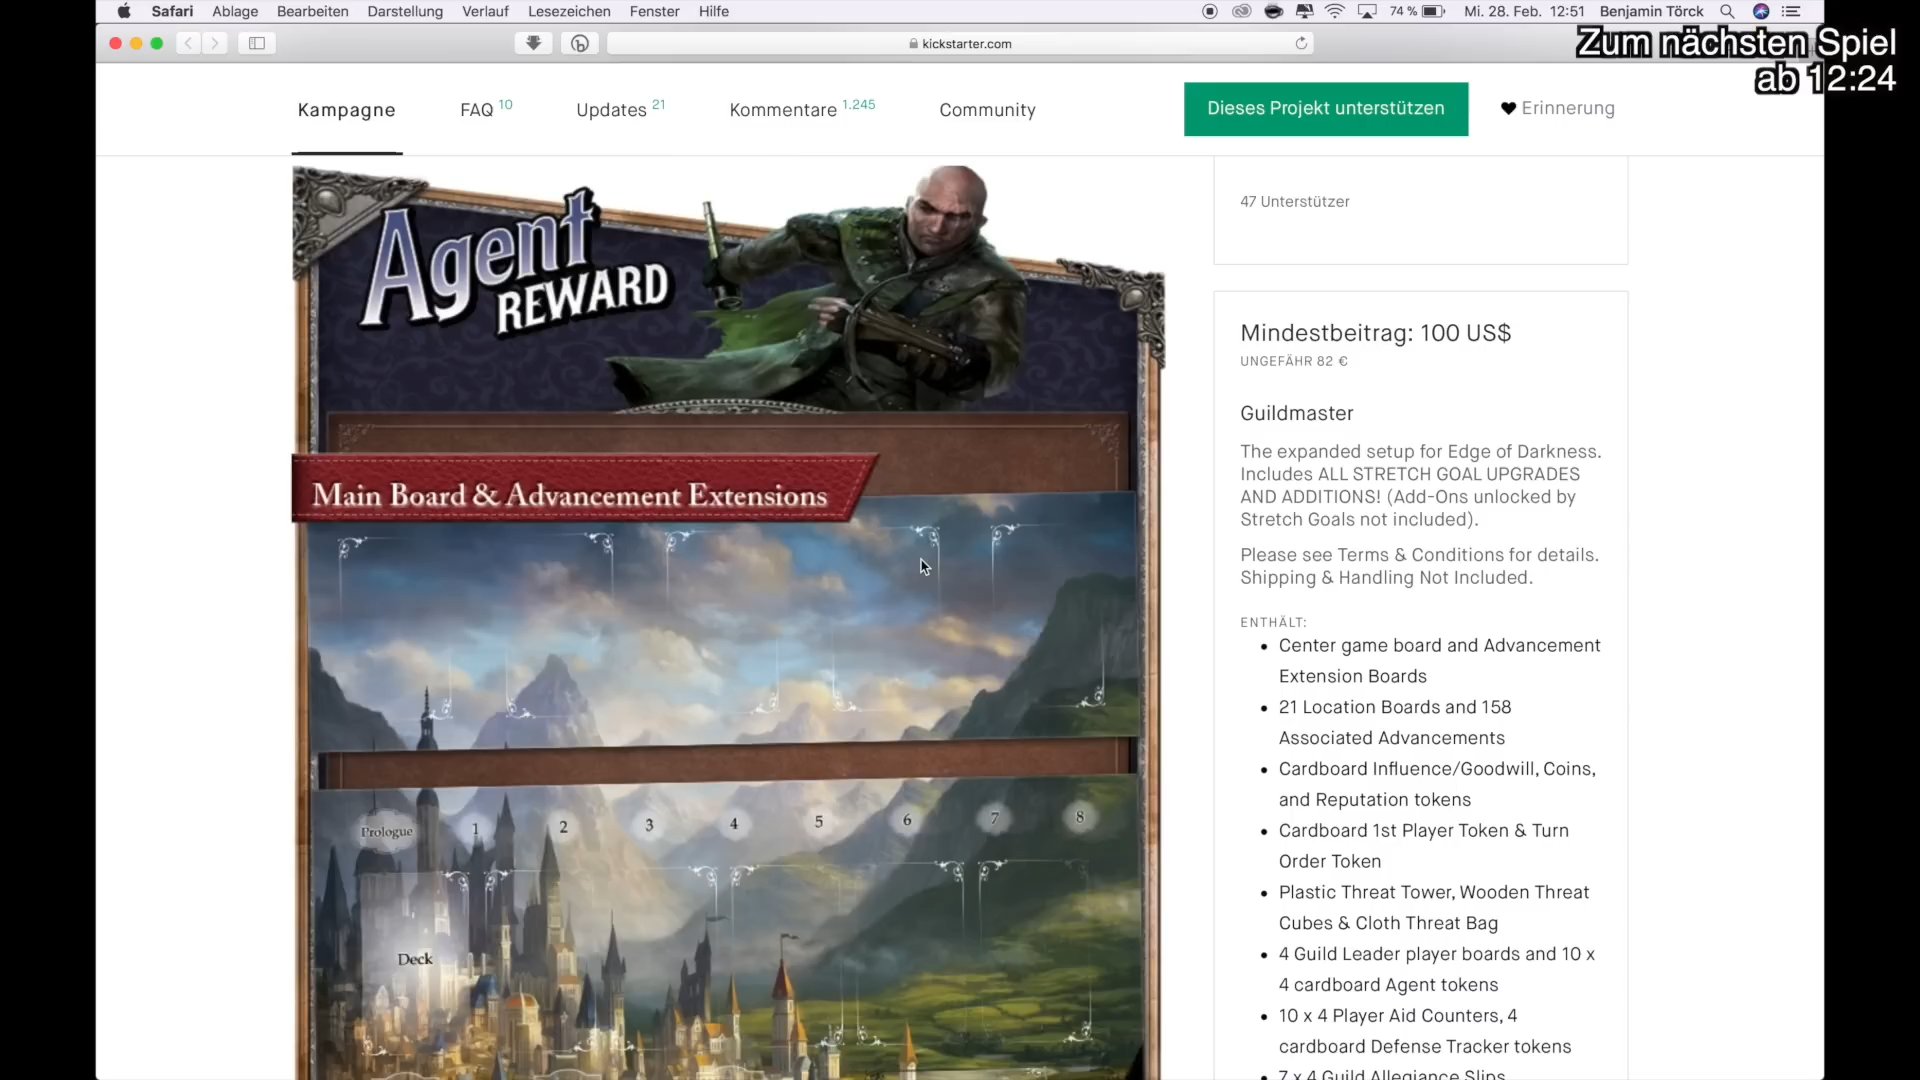 Safari Ablage Bearbeiten Darstellung Verlauf Lesezeichen Fenster Hilfe 74 % Mi. 28. Feb. 12:51 Benjamin Törck
kickstarter.com
Zum nächsten Spiel
ab 12:24
Kampagne FAQ 10 Updates 21 Kommentare 1.245 Community Dieses Projekt unterstützen Erinnerung
Agent
REWARD
Main Board & Advancement Extensions
Prologue 1 2 3 4 5 6 7 8
Deck
47 Unterstützer
Mindestbeitrag: 100 US$
UNGEFÄHR 82 €
Guildmaster
The expanded setup for Edge of Darkness.
Includes ALL STRETCH GOAL UPGRADES
AND ADDITIONS! (Add-Ons unlocked by
Stretch Goals not included).
Please see Terms & Conditions for details.
Shipping & Handling Not Included.
ENTHÄLT:
• Center game board and Advancement
Extension Boards
• 21 Location Boards and 158
Associated Advancements
• Cardboard Influence/Goodwill, Coins,
and Reputation tokens
• Cardboard 1st Player Token & Turn
Order Token
• Plastic Threat Tower, Wooden Threat
Cubes & Cloth Threat Bag
• 4 Guild Leader player boards and 10 x
4 cardboard Agent tokens
• 10 x 4 Player Aid Counters, 4
cardboard Defense Tracker tokens
• 7 x 4 Guild Allegiance Slips